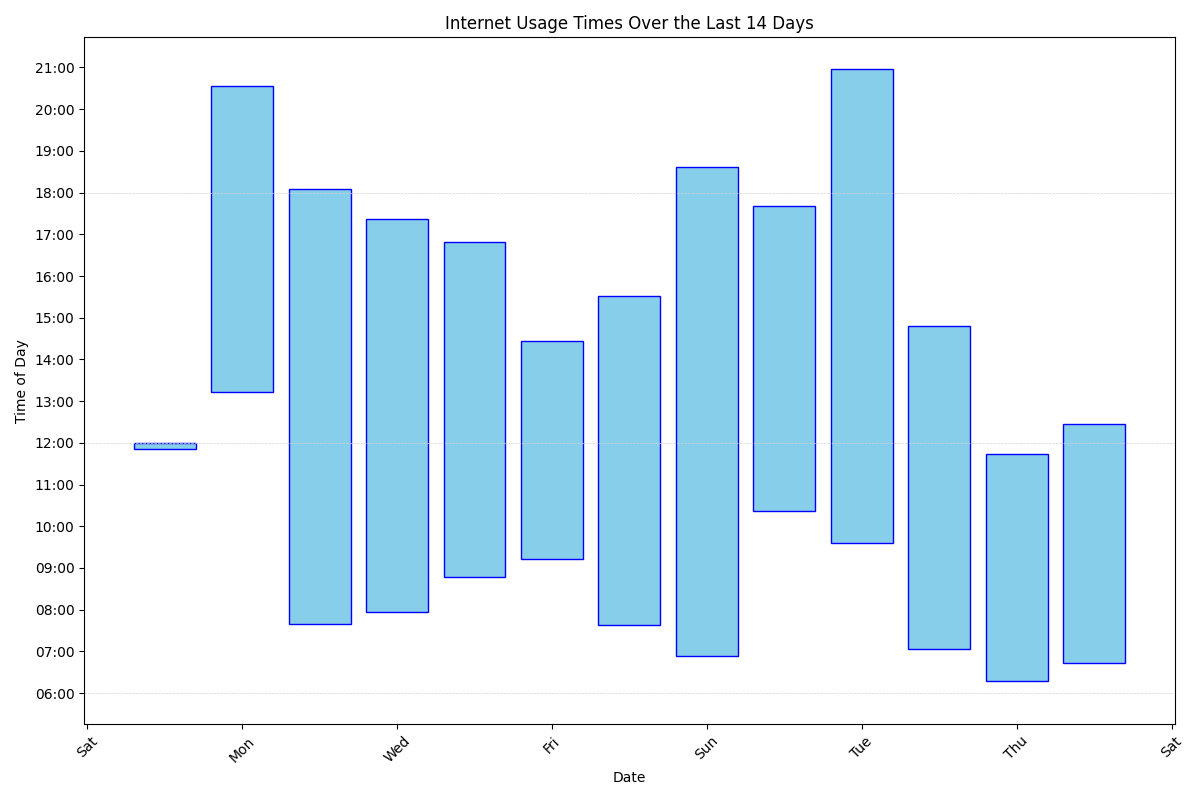 Internet Usage Times Over the Last 14 Days
21:00
20:00
19:00
18:00
17:00
16:00
15:00
14:00
13:00
12:00
11:00
10:00
09:00
08:00
07:00
06:00
Time of Day
Sat
Mon
Wed
Fri
Sun
Tue
Thu
Sat
Date